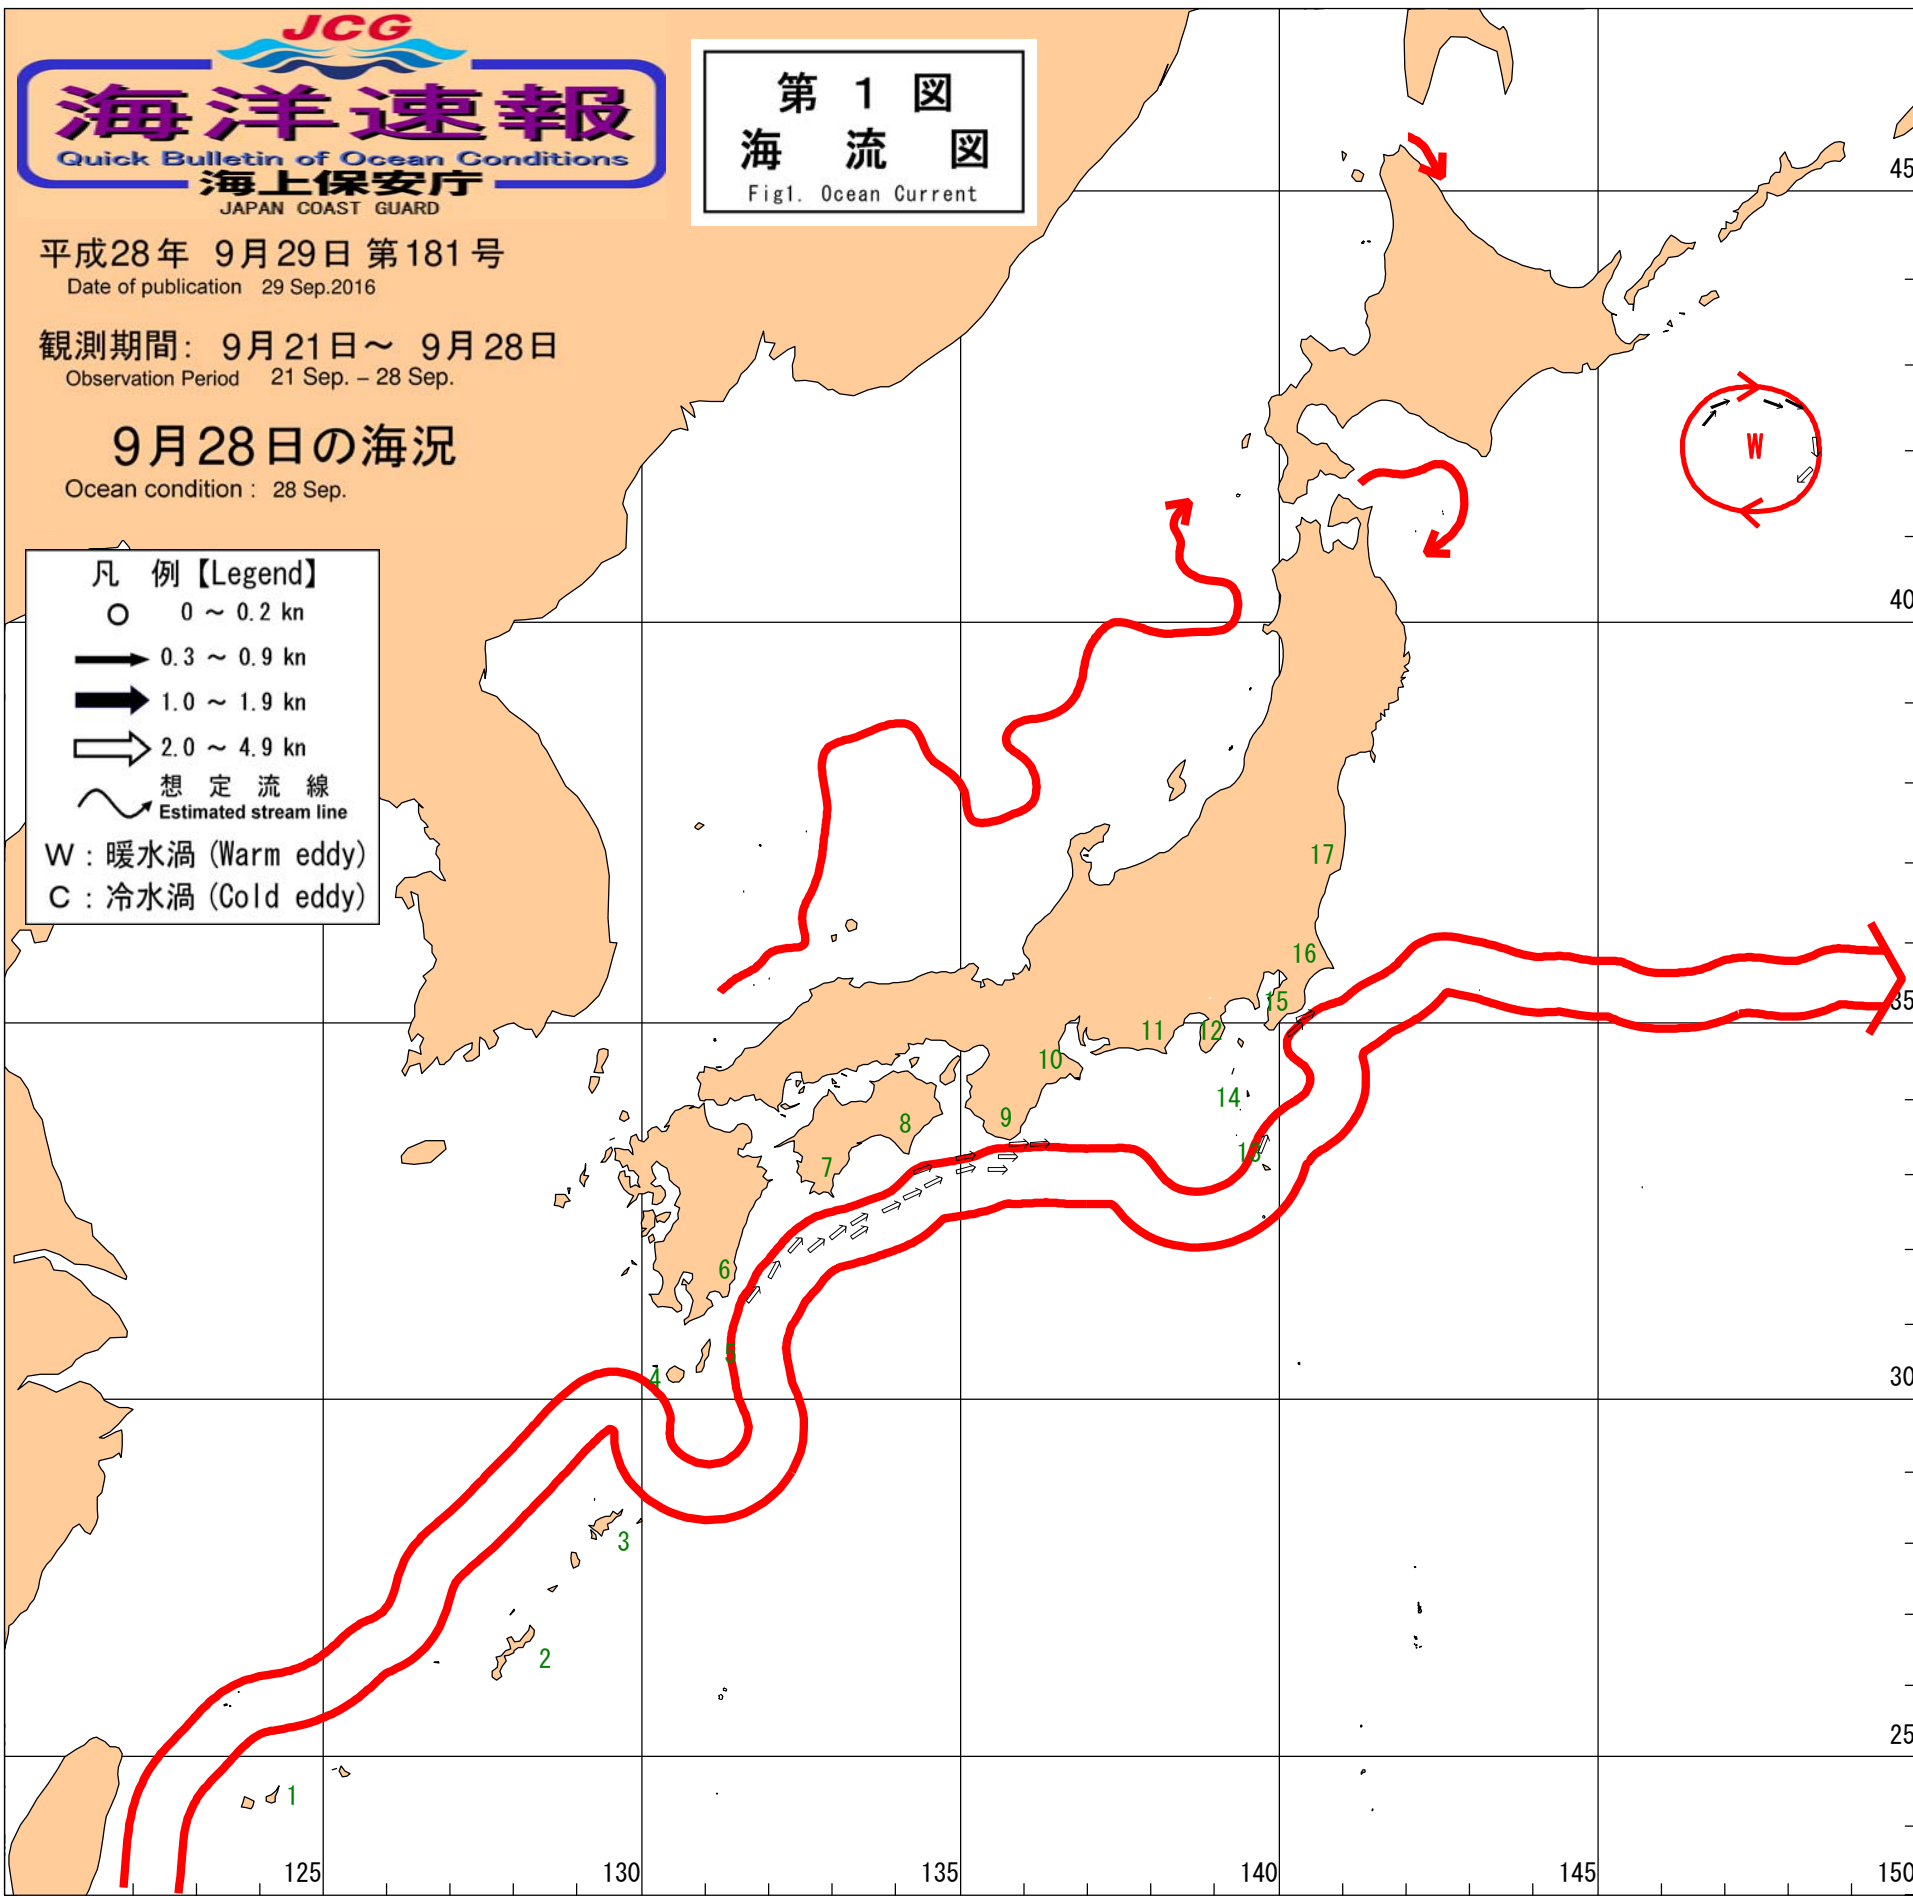 JCG
海洋速報
Quick Bulletin of Ocean Conditions
海上保安庁
JAPAN COAST GUARD
第 1 図
海 流 図
Fig1. Ocean Current
平成28年 9月29日 第181号
Date of publication 29 Sep.2016
観測期間: 9月21日～ 9月28日
Observation Period 21 Sep. – 28 Sep.
9月28日の海況
Ocean condition : 28 Sep.
凡 例【Legend】
0 ～ 0.2 kn
0.3 ～ 0.9 kn
1.0 ～ 1.9 kn
2.0 ～ 4.9 kn
想 定 流 線
Estimated stream line
W : 暖水渦 (Warm eddy)
C : 冷水渦 (Cold eddy)
45
W
40
17
16
35
15
12
11
10
14
9
8
13
7
6
5
4
30
3
2
25
1
125
130
135
140
145
150